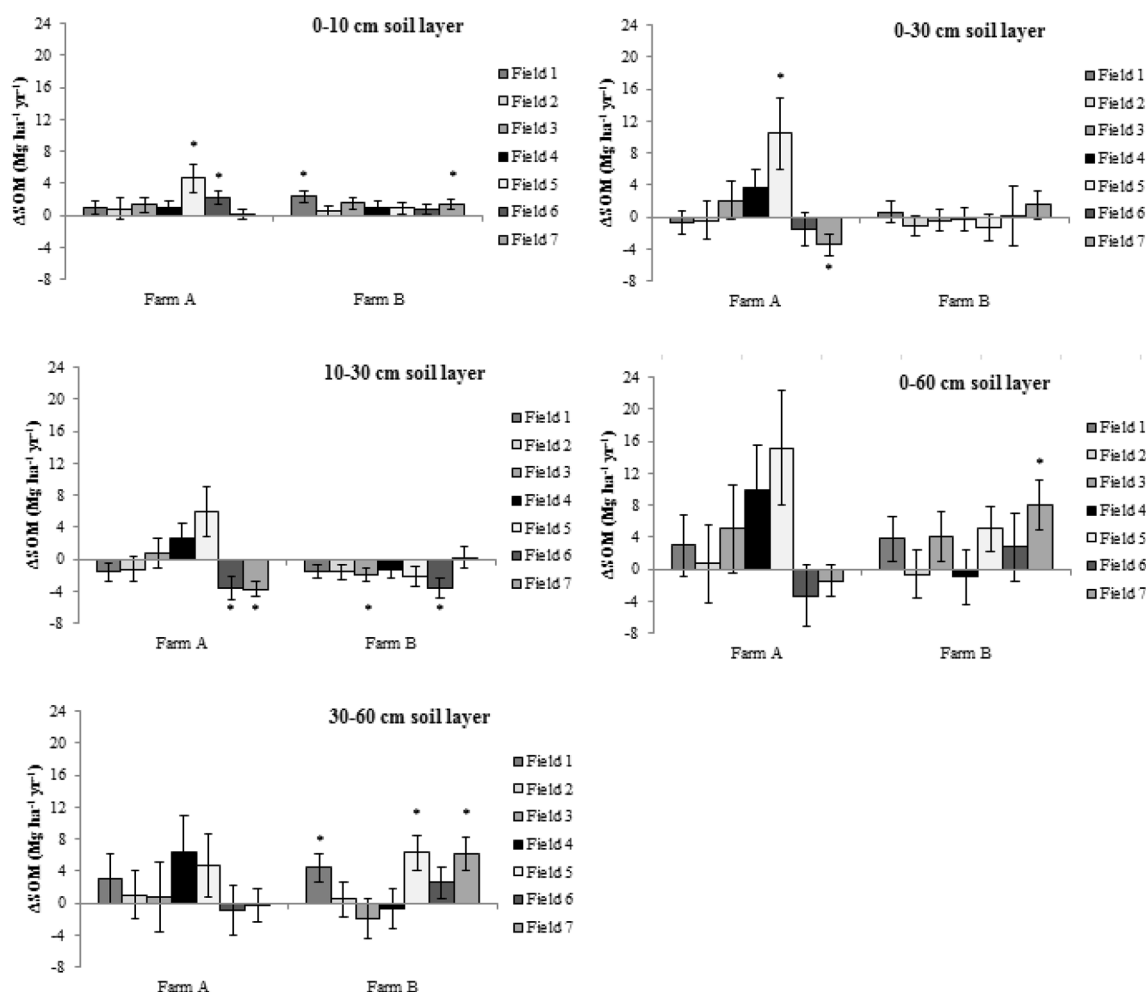 0-10 cm soil layer
ΔSOM (Mg ha⁻¹ yr⁻¹)
24
20
16
12
8
4
0
-4
-8
*
*
*
*
Farm A
Farm B
Field 1
Field 2
Field 3
Field 4
Field 5
Field 6
Field 7
0-30 cm soil layer
ΔSOM (Mg ha⁻¹ yr⁻¹)
24
20
16
12
8
4
0
-4
-8
*
*
Farm A
Farm B
Field 1
Field 2
Field 3
Field 4
Field 5
Field 6
Field 7
10-30 cm soil layer
ΔSOM (Mg ha⁻¹ yr⁻¹)
24
20
16
12
8
4
0
-4
-8
*
*
*
*
Farm A
Farm B
Field 1
Field 2
Field 3
Field 4
Field 5
Field 6
Field 7
0-60 cm soil layer
ΔSOM (Mg ha⁻¹ yr⁻¹)
24
20
16
12
8
4
0
-4
-8
*
Farm A
Farm B
Field 1
Field 2
Field 3
Field 4
Field 5
Field 6
Field 7
30-60 cm soil layer
ΔSOM (Mg ha⁻¹ yr⁻¹)
24
20
16
12
8
4
0
-4
-8
*
*
*
Farm A
Farm B
Field 1
Field 2
Field 3
Field 4
Field 5
Field 6
Field 7